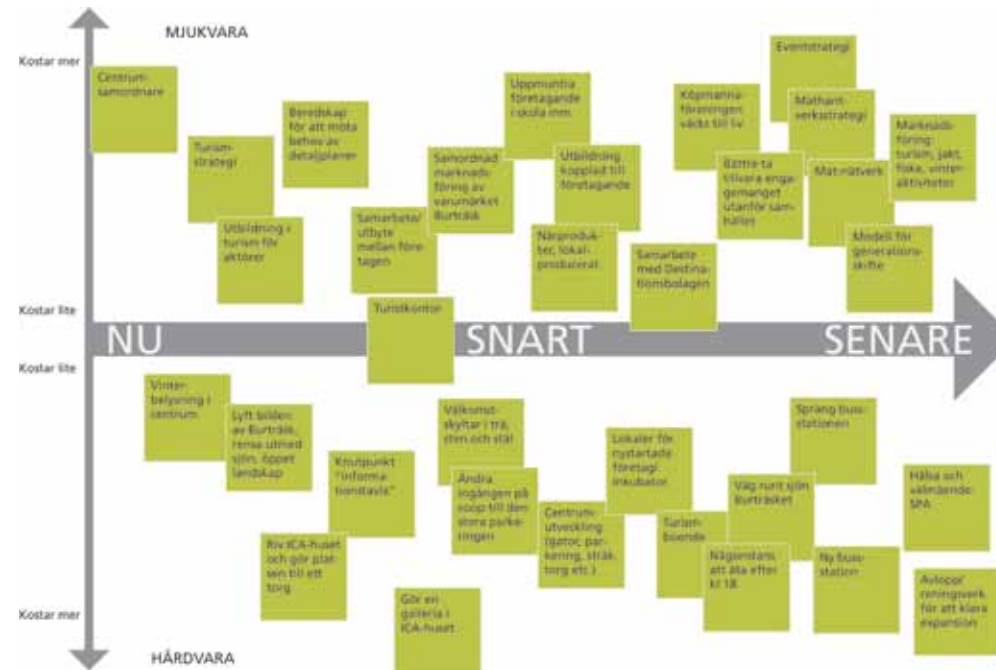 MJUKVARA
Kostar mer
Centrum-
samordnare
Turism-
strategi
Utbildning i
turism för
aktörer
Beredskap
för att möta
behov av
detaljplaner
Samarbete/
utbyte
mellan före-
tagen
Turistkontor
Samordnad
marknads-
föring av
varumärket
Burträsk
Uppmuntra
företagande
i skola mm.
Utbildning
kopplad till
företagande
Närproduk-
ter, lokal-
producerat
Samarbete
med Destina-
tionsbolagen
Köpmanna-
föreningen
väcks till liv
Bättre ta
tillvara enga-
gemanget
utanför sam-
hället
Eventstrategi
Mathant-
verksstrategi
Mat-nätverk
Modell för
generations-
skifte
Marknads-
föring:
turism, jakt,
fiske, vinter-
aktiviteter
Kostar lite
NU
SNART
SENARE
Kostar lite
Vinter-
belysning i
centrum
Lyft bilden
av Burträsk,
rensa utmed
sjön, öppet
landskap
Riv ICA-huset
och gör plat-
sen till ett
torg
Knutpunkt
"informa-
tionstavla"
Gör en
galleria i
ICA-huset
Välkomst-
skyltar i trä,
sten och stål
Ändra
ingången på
coop till den
stora parke-
ringen
Centrum-
utveckling
(gator, par-
kering, stråk,
torg etc.)
Lokaler för
nystartade
företag:
inkubator
Turism-
boende
Väg runt sjön
Burträsket
Någonstans
att äta efter
kl 18.
Spräng buss-
stationen
Ny buss-
station
Hälsa och
välmående:
SPA
Avlopp/
reningsverk
för att klara
expansion
Kostar mer
HÅRDVARA